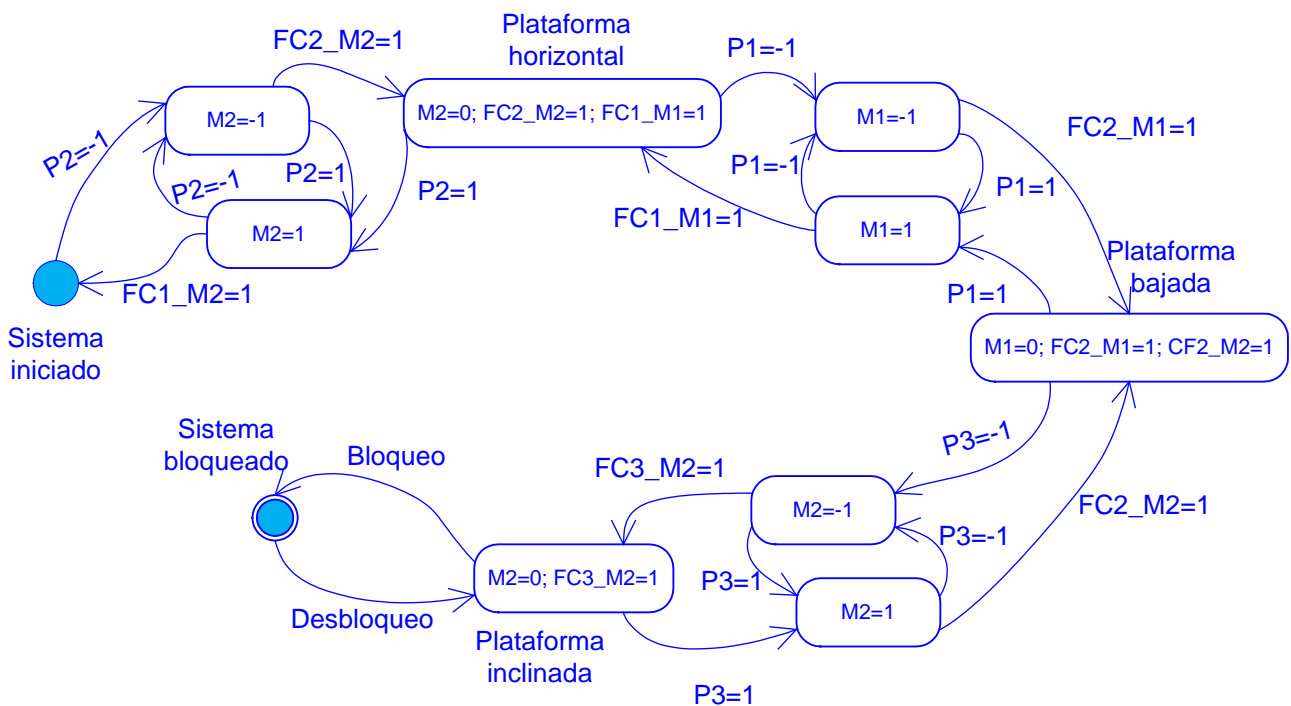 Plataforma
horizontal
FC2_M2=1
P1=-1
M2=-1
M2=0; FC2_M2=1; FC1_M1=1
M1=-1
FC2_M1=1
P2=-1
P2=-1
P2=1
P2=1
P1=-1
P1=1
FC1_M1=1
M2=1
M1=1
FC1_M2=1
P1=1
Plataforma
bajada
Sistema
iniciado
M1=0; FC2_M1=1; CF2_M2=1
Sistema
bloqueado
Bloqueo
FC3_M2=1
P3=-1
M2=-1
FC2_M2=1
P3=-1
M2=0; FC3_M2=1
P3=1
M2=1
Desbloqueo
Plataforma
inclinada
P3=1